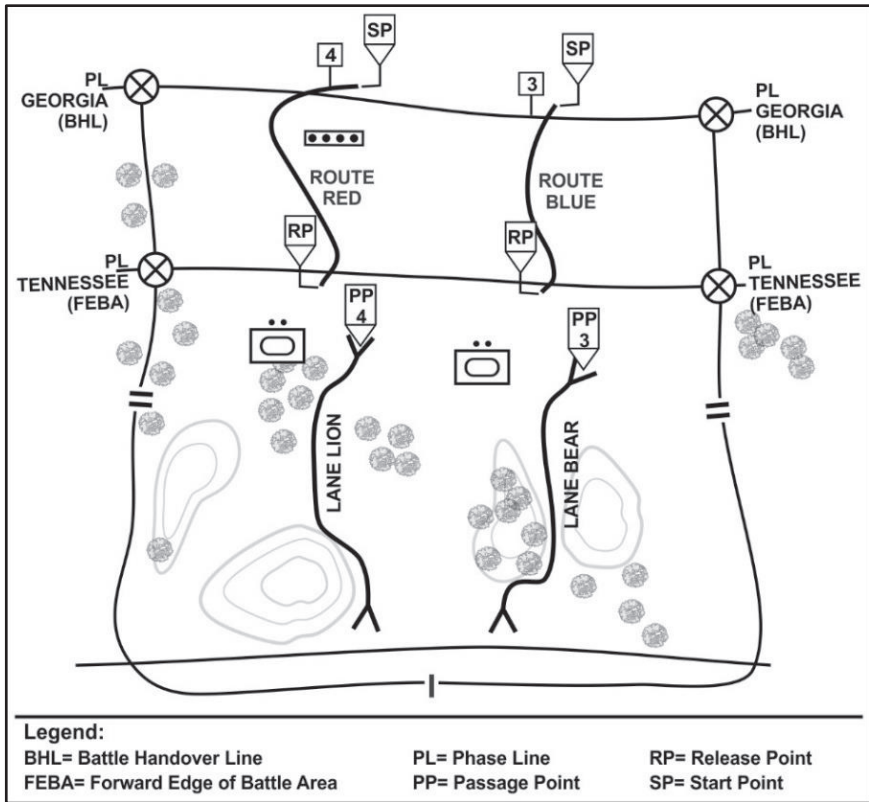 SP
SP
4
3
PL
GEORGIA
(BHL)
PL
GEORGIA
(BHL)
ROUTE
RED
ROUTE
BLUE
RP
RP
PL
TENNESSEE
(FEBA)
PL
TENNESSEE
(FEBA)
PP
4
PP
3
LANE LION
LANE BEAR
Legend:
BHL= Battle Handover Line
PL= Phase Line
RP= Release Point
FEBA= Forward Edge of Battle Area
PP= Passage Point
SP= Start Point